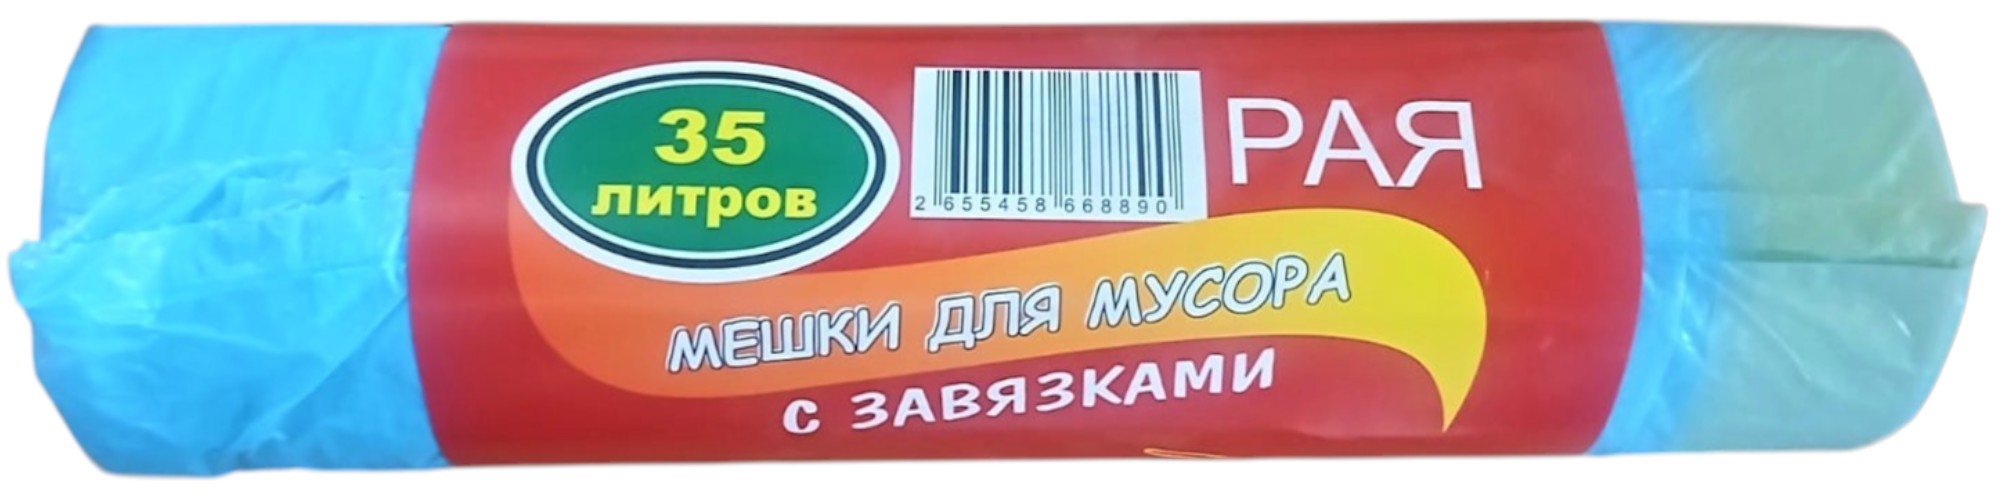 35
ЛИТРОВ
2 655458 668890
РАЯ
МЕШКИ ДЛЯ МУСОРА
С ЗАВЯЗКАМИ